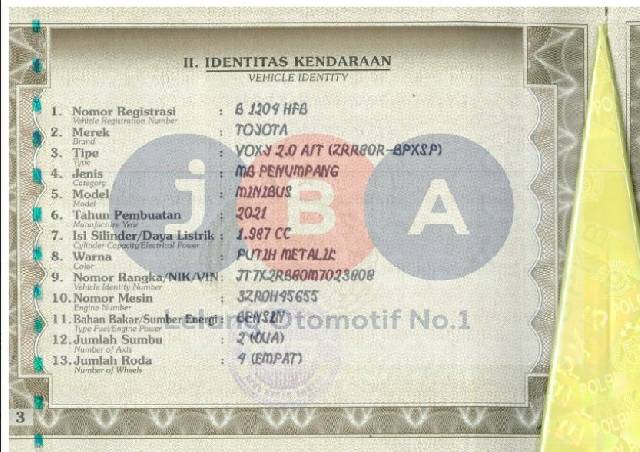 II. IDENTITAS KENDARAAN
VEHICLE IDENTITY
1. Nomor Registrasi : B 1209 HFB
Vehicle Registration Number
2. Merek : TOYOTA
Brand
3. Tipe : VOXY 2.0 A/T (ZRR80R-BPXSP)
Type
4. Jenis : MB PENUMPANG
Category
5. Model : MINIBUS
Model
6. Tahun Pembuatan : 2021
Manufacture Year
7. Isi Silinder/Daya Listrik : 1.987 CC
Cylinder Capacity/Electrical Power
8. Warna : PUTIH METALIK
Color
9. Nomor Rangka/NIK/VIN :
Vehicle Identity Number
10. Nomor Mesin :
Engine Number
11. Bahan Bakar/Sumber Energi : BENSIN
Type Fuel/Engine Power
12. Jumlah Sumbu : 2 (DUA)
Number of Axis
13. Jumlah Roda : 4 (EMPAT)
Number of Wheels
3
JBA
Lelang Otomotif No.1